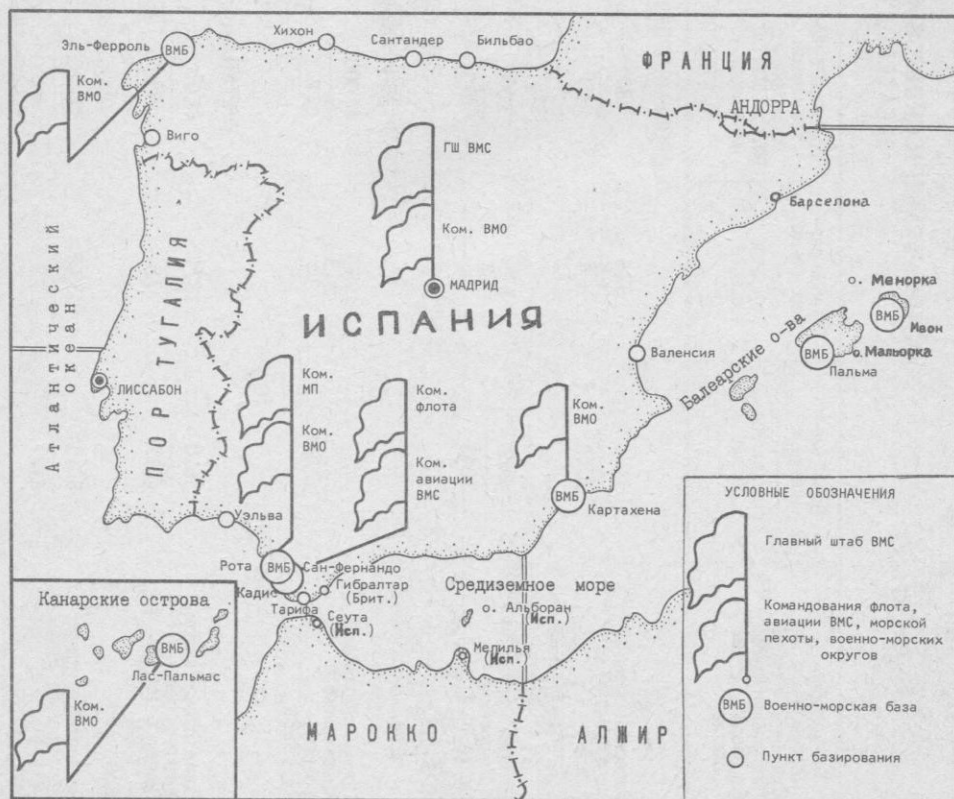 Эль-Ферроль
ВМБ
Хихон
Сантандер
Бильбао
ФРАНЦИЯ
АНДОРРА
Ком.
ВМО
Виго
ГШ ВМС
Ком. ВМО
МАДРИД
Барселона
о. Менорка
ВМБ
Мвон
ВМБ
о. Мальорка
Пальма
Балеарские о-ва
ИСПАНИЯ
Валенсия
Атлантический
океан
ЛИССАБОН
ПОРТУГАЛИЯ
Ком.
МП
Ком.
ВМО
Ком.
флота
Ком.
авиации
ВМС
Ком.
ВМО
ВМБ
Картахена
Уэльва
Рота
ВМБ
Сан-Фернандо
Кадис
Гибралтар
(Брит.)
Тарифа
Сеута
(Исп.)
Средиземное море
о. Альборан
(Исп.)
Мелилья
(Исп.)
МАРОККО
АЛЖИР
Канарские острова
ВМБ
Лас-Пальмас
Ком.
ВМО
УСЛОВНЫЕ ОБОЗНАЧЕНИЯ
Главный штаб ВМС
Командования флота,
авиации ВМС, морской
пехоты, военно-морских
округов
ВМБ
Военно-морская база
Пункт базирования